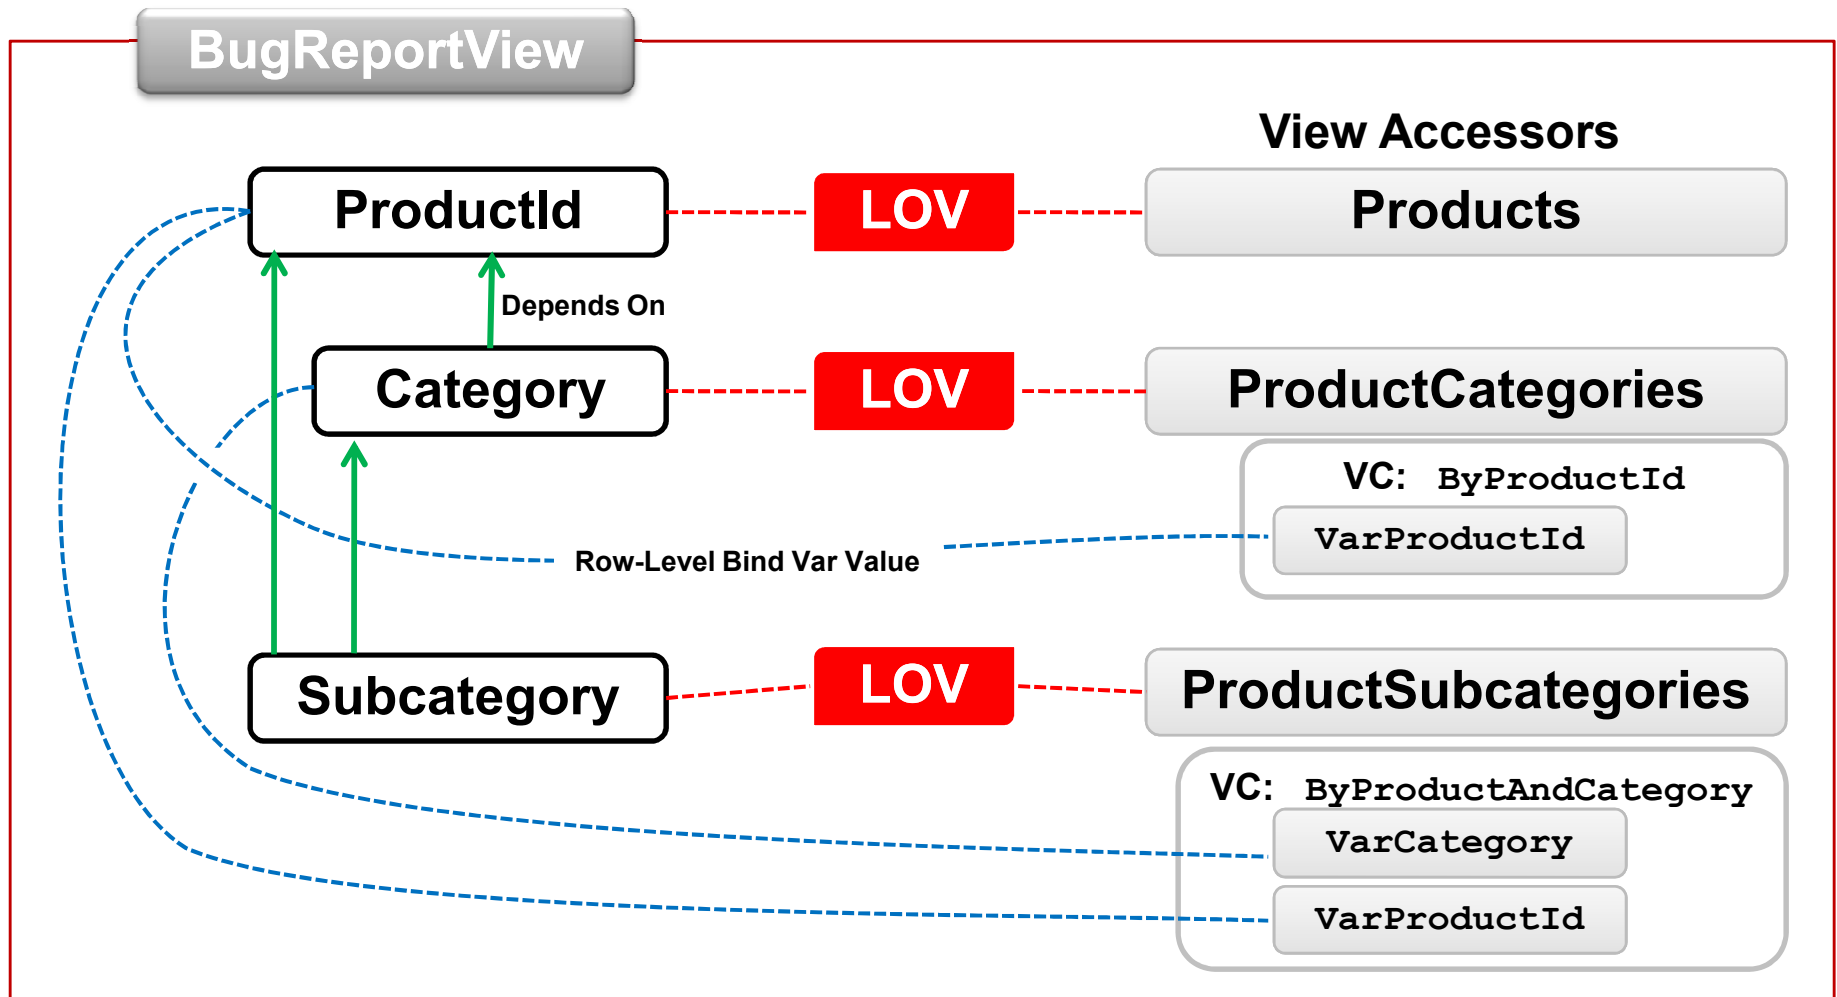 BugReportView
View Accessors
ProductId LOV Products
Depends On
Category LOV ProductCategories
VC: ByProductId
VarProductId
Row-Level Bind Var Value
Subcategory LOV ProductSubcategories
VC: ByProductAndCategory
VarCategory
VarProductId